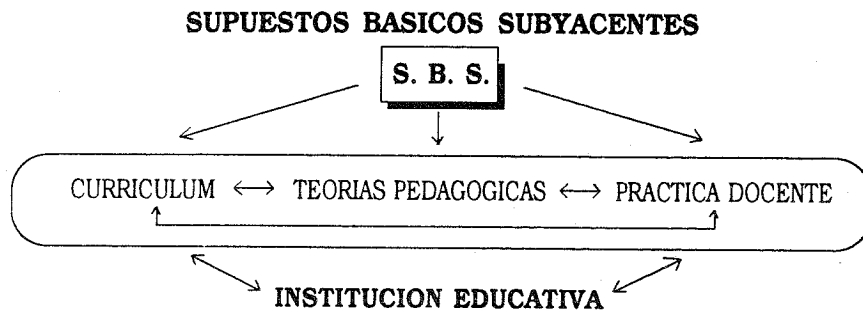 SUPUESTOS BASICOS SUBYACENTES
S. B. S.
CURRICULUM ↔ TEORIAS PEDAGOGICAS ↔ PRACTICA DOCENTE
INSTITUCION EDUCATIVA